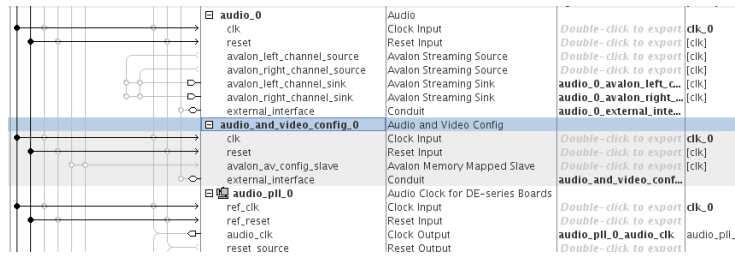 audio_0 Audio
clk Clock Input Double-click to export clk_0
reset Reset Input Double-click to export [clk]
avalon_left_channel_source Avalon Streaming Source Double-click to export [clk]
avalon_right_channel_source Avalon Streaming Source Double-click to export [clk]
avalon_left_channel_sink Avalon Streaming Sink audio_0_avalon_left_c... [clk]
avalon_right_channel_sink Avalon Streaming Sink audio_0_avalon_right_... [clk]
external_interface Conduit audio_0_external_inte...
audio_and_video_config_0 Audio and Video Config
clk Clock Input Double-click to export clk_0
reset Reset Input Double-click to export [clk]
avalon_av_config_slave Avalon Memory Mapped Slave Double-click to export [clk]
external_interface Conduit audio_and_video_conf...
audio_pll_0 Audio Clock for DE-series Boards
ref_clk Clock Input Double-click to export clk_0
ref_reset Reset Input Double-click to export
audio_clk Clock Output audio_pll_0_audio_clk audio_pll_
reset_source Reset Output Double-click to export